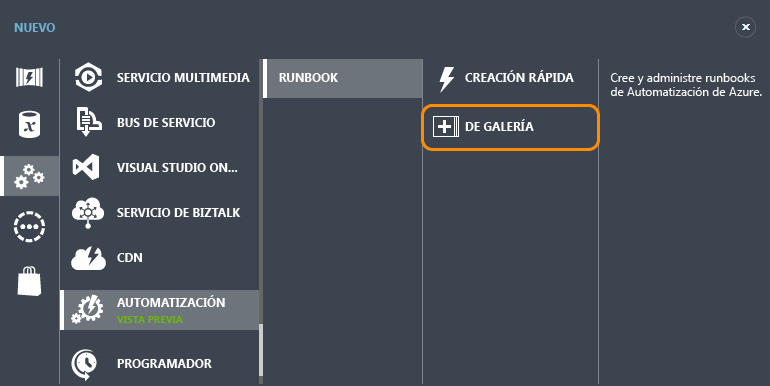 NUEVO
SERVICIO MULTIMEDIA
BUS DE SERVICIO
VISUAL STUDIO ON...
SERVICIO DE BIZTALK
CDN
AUTOMATIZACIÓN
VISTA PREVIA
PROGRAMADOR
RUNBOOK
CREACIÓN RÁPIDA
DE GALERÍA
Cree y administre runbooks
de Automatización de Azure.